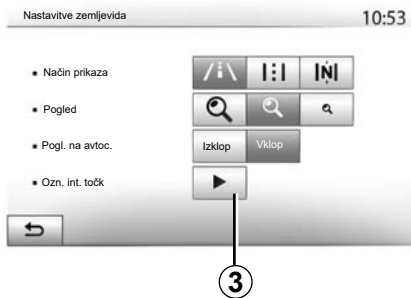 Nastavitve zemljevida 10:53
Način prikaza N
Pogled
Pogl. na avtoc. Izklop Vklop
Ozn. int. točk
3